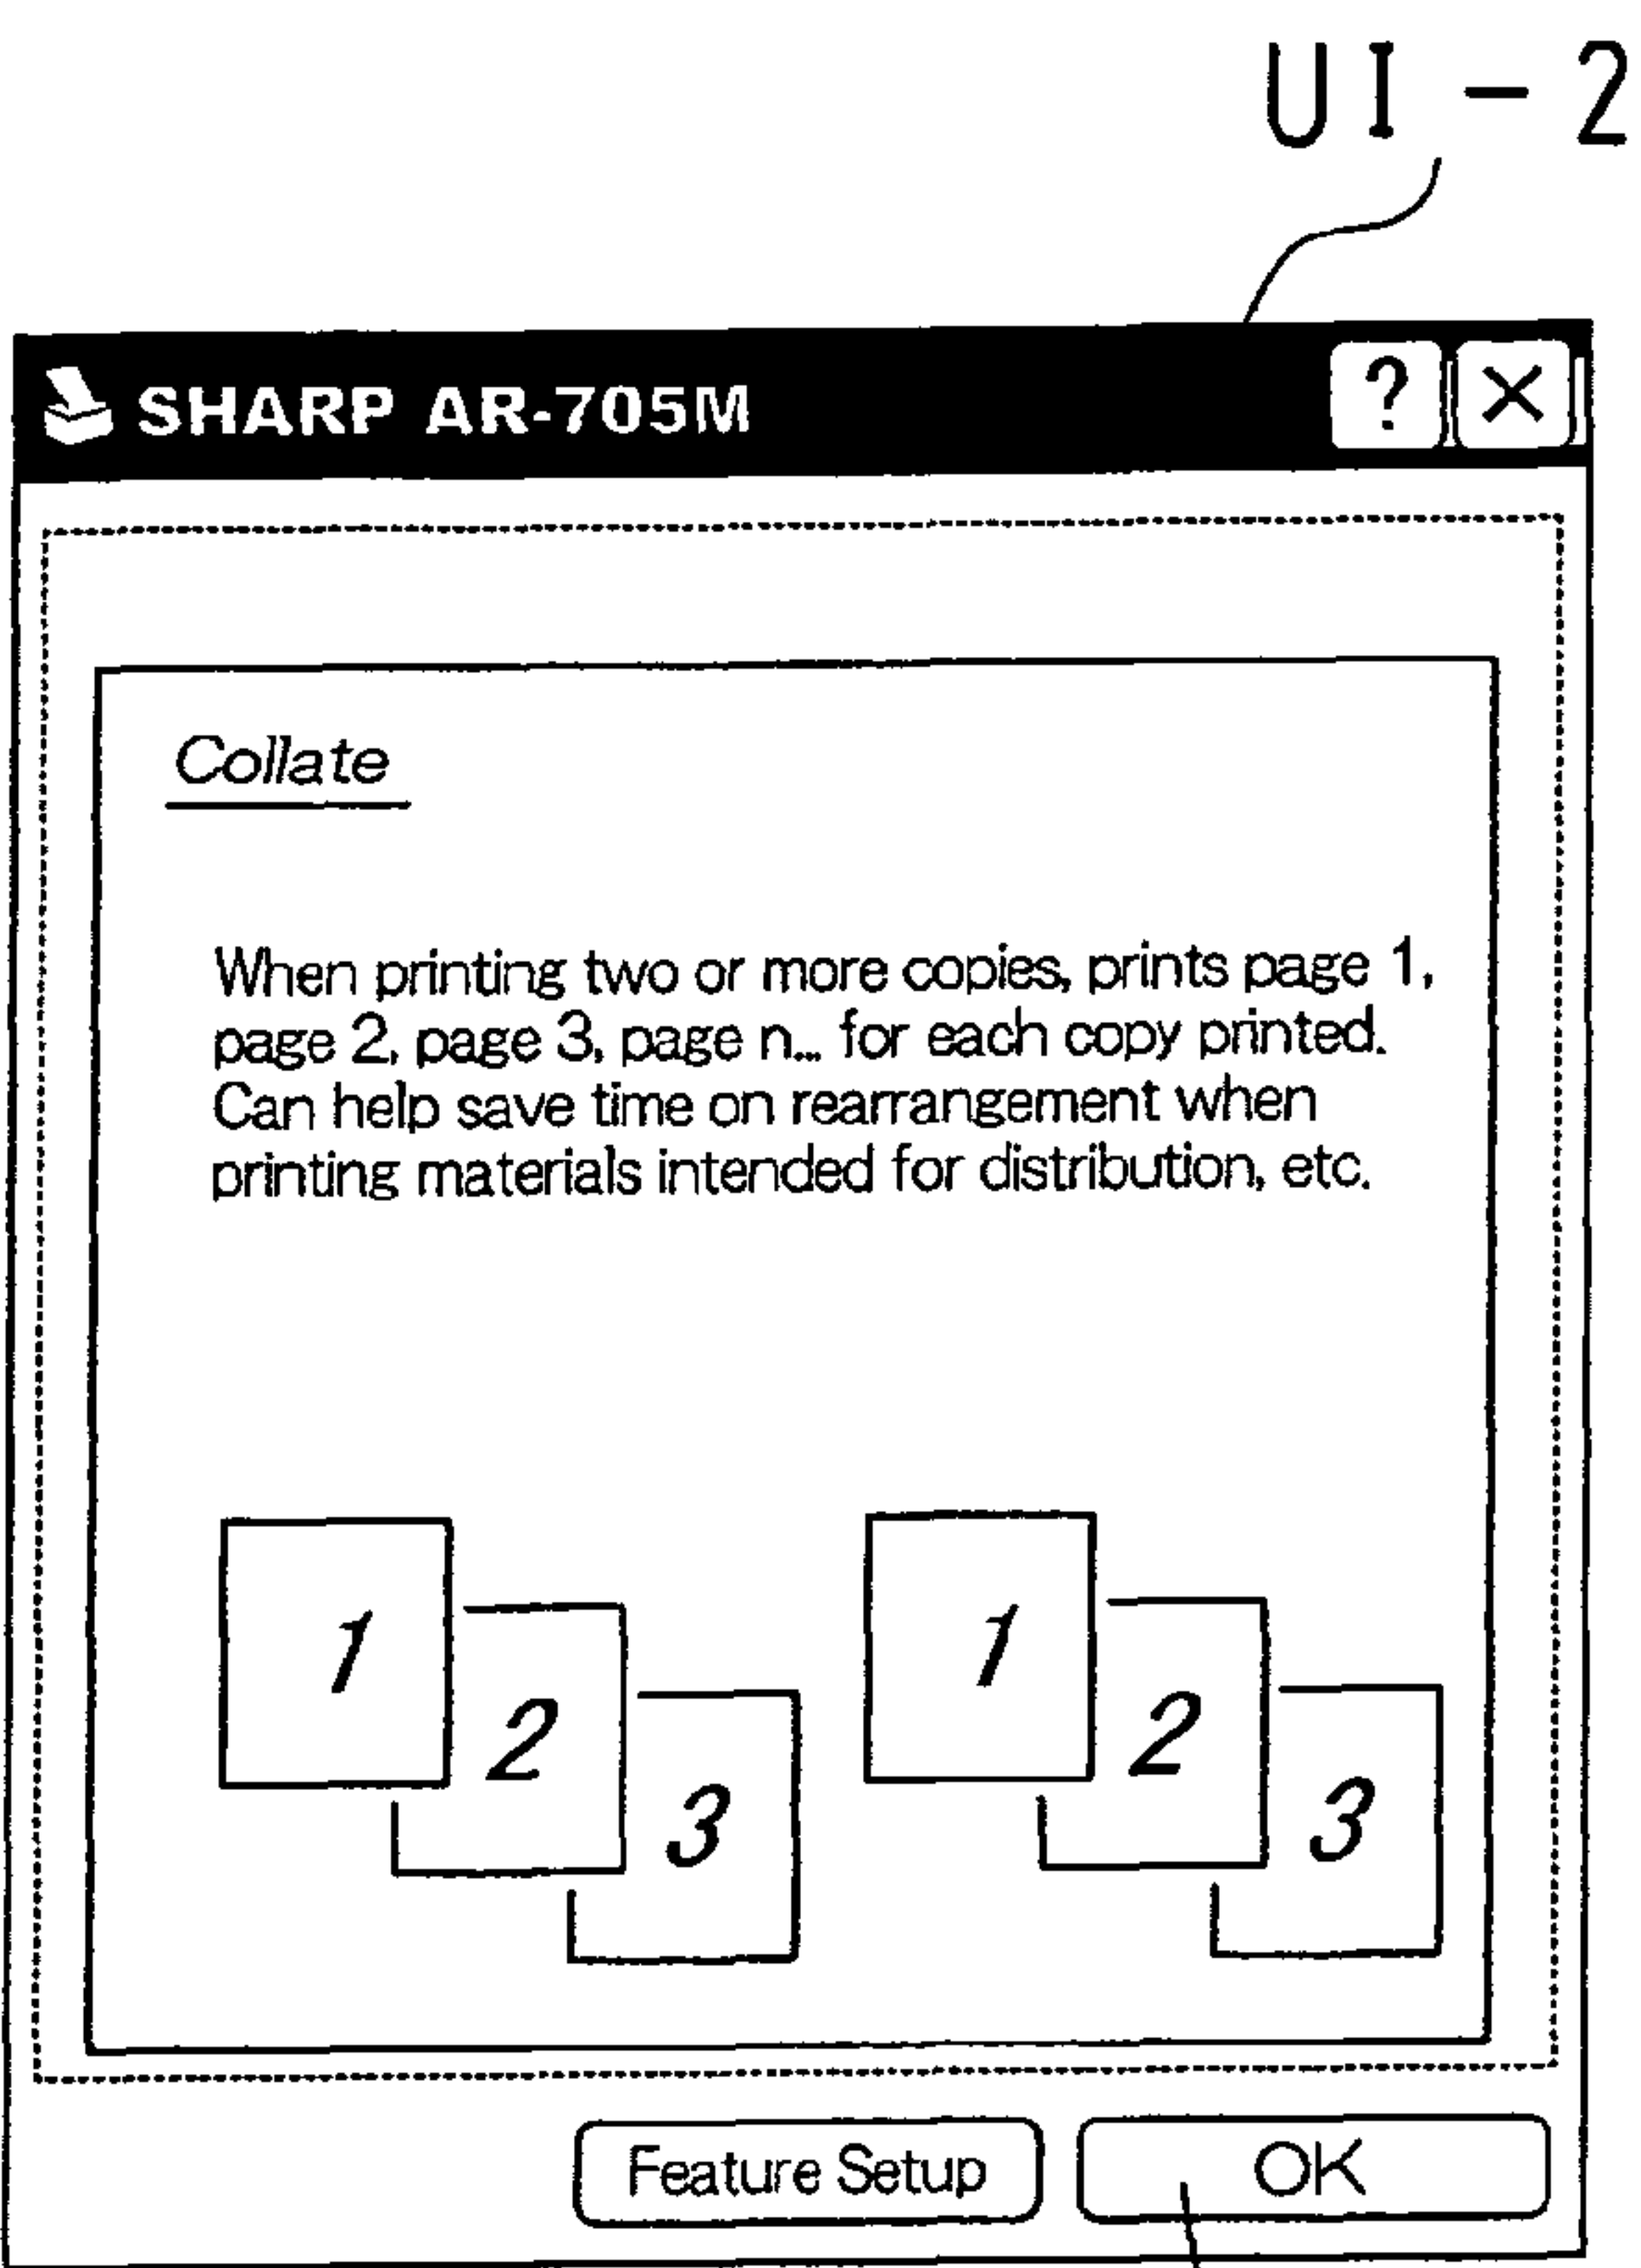 UI-2
SHARP AR-705M ? ×
Collate
When printing two or more copies, prints page 1,
page 2, page 3, page n... for each copy printed.
Can help save time on rearrangement when
printing materials intended for distribution, etc.
1 2 3 1 2 3
Feature Setup OK